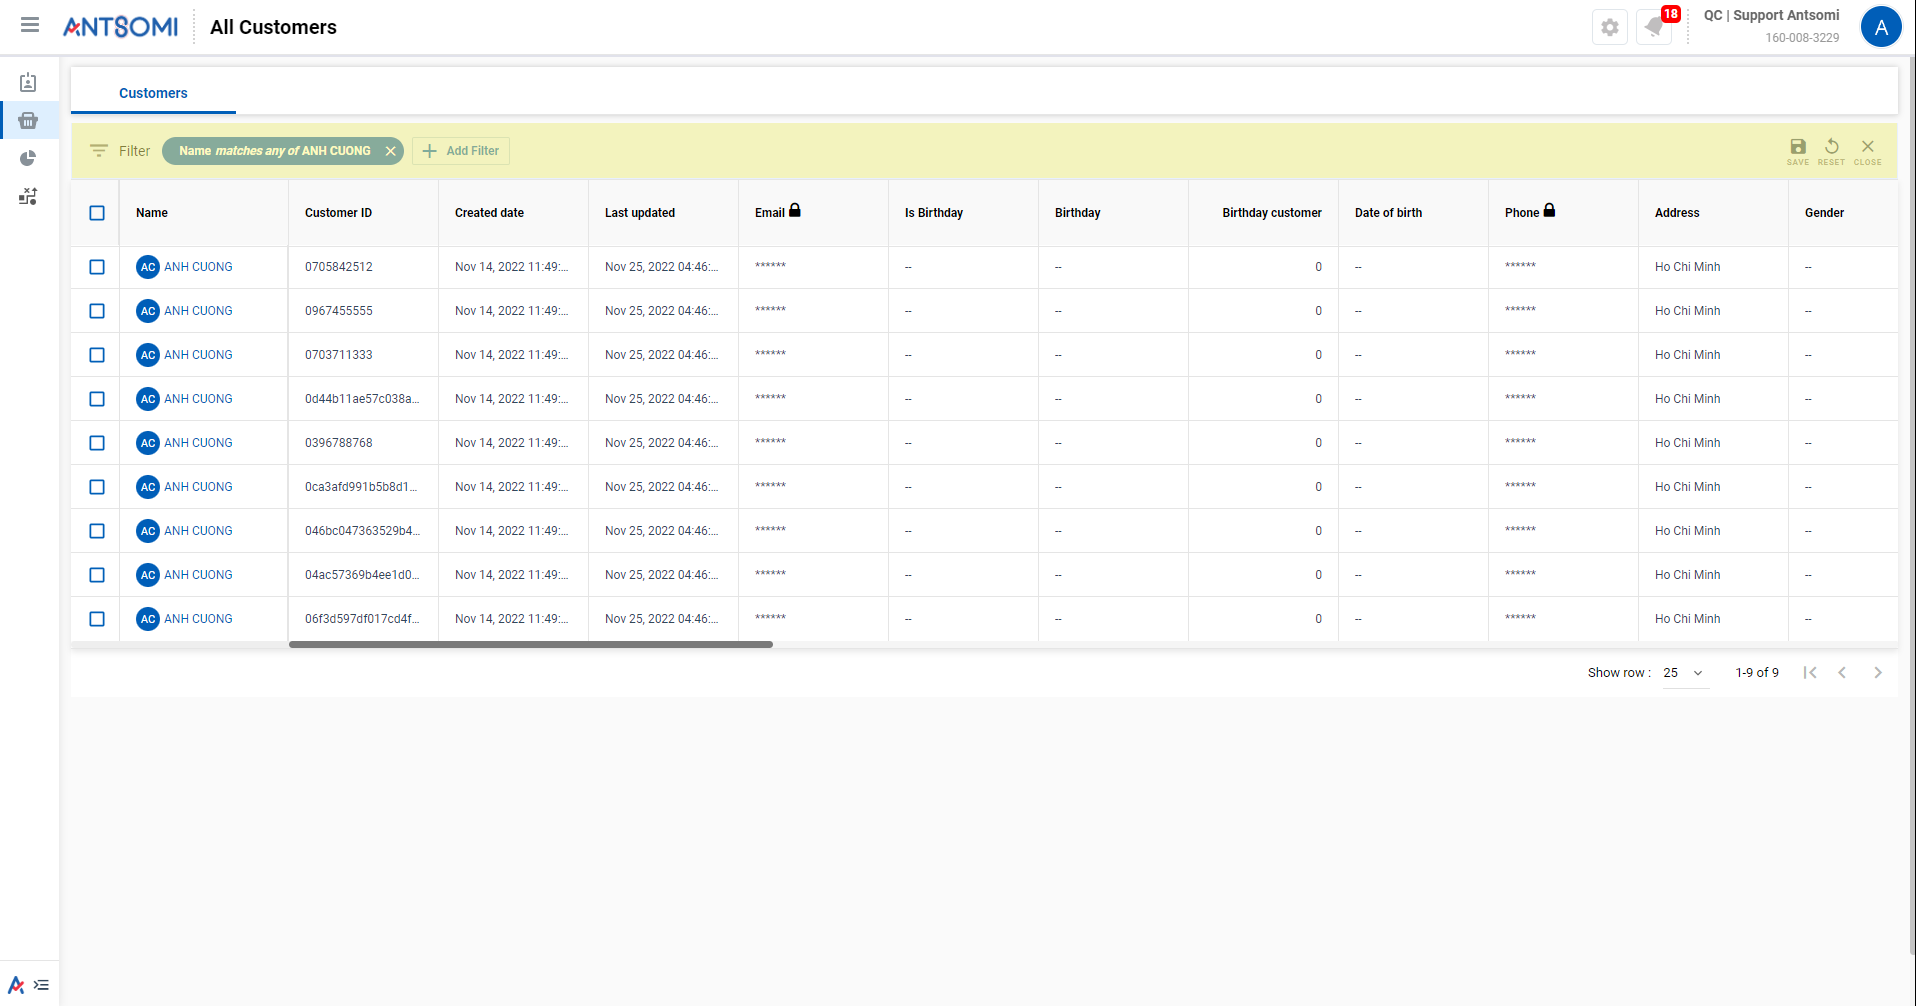 ANTSOMI All Customers 18 QC | Support Antsomi A
160-008-3229
Customers
Filter Name matches any of ANH CUONG Add Filter SAVE RESET CLOSE
Name Customer ID Created date Last updated Email Is Birthday Birthday Birthday customer Date of birth Phone Address Gender
AC ANH CUONG 0705842512 Nov 14, 2022 11:49:... Nov 25, 2022 04:46:... ****** -- -- 0 -- ****** Ho Chi Minh --
AC ANH CUONG 0967455555 Nov 14, 2022 11:49:... Nov 25, 2022 04:46:... ****** -- -- 0 -- ****** Ho Chi Minh --
AC ANH CUONG 0703711333 Nov 14, 2022 11:49:... Nov 25, 2022 04:46:... ****** -- -- 0 -- ****** Ho Chi Minh --
AC ANH CUONG 0d44b11ae57c038a... Nov 14, 2022 11:49:... Nov 25, 2022 04:46:... ****** -- -- 0 -- ****** Ho Chi Minh --
AC ANH CUONG 0396788768 Nov 14, 2022 11:49:... Nov 25, 2022 04:46:... ****** -- -- 0 -- ****** Ho Chi Minh --
AC ANH CUONG 0ca3afd991b5b8d1... Nov 14, 2022 11:49:... Nov 25, 2022 04:46:... ****** -- -- 0 -- ****** Ho Chi Minh --
AC ANH CUONG 046bc047363529b4... Nov 14, 2022 11:49:... Nov 25, 2022 04:46:... ****** -- -- 0 -- ****** Ho Chi Minh --
AC ANH CUONG 04ac57369b4ee1d0... Nov 14, 2022 11:49:... Nov 25, 2022 04:46:... ****** -- -- 0 -- ****** Ho Chi Minh --
AC ANH CUONG 06f3d597df017cd4f... Nov 14, 2022 11:49:... Nov 25, 2022 04:46:... ****** -- -- 0 -- ****** Ho Chi Minh --
Show row : 25 1-9 of 9